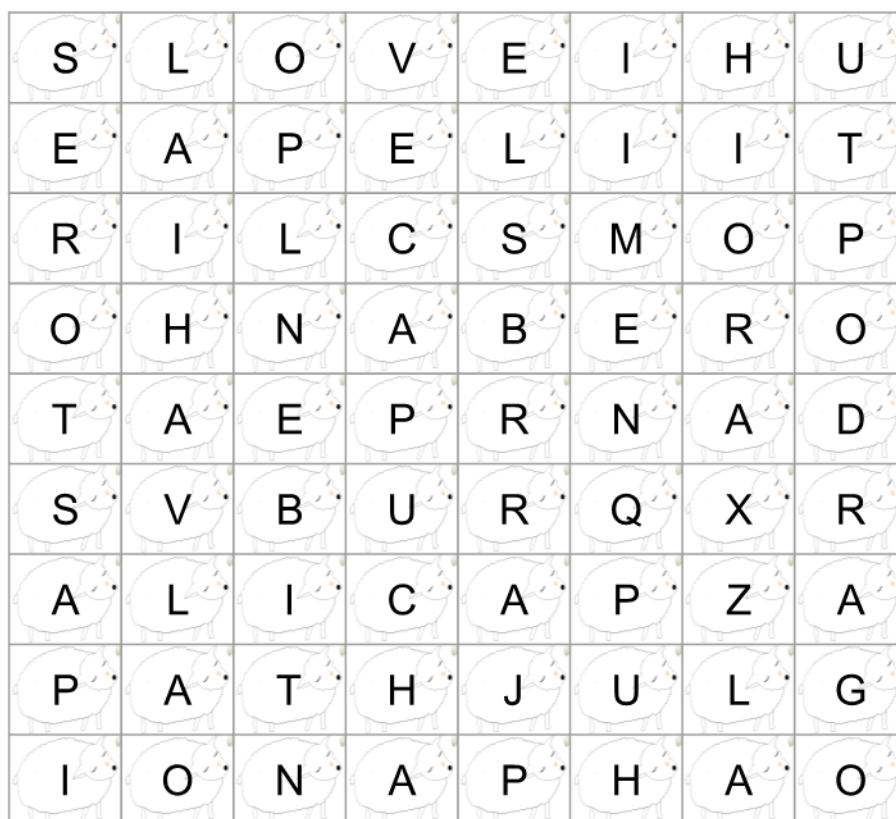 S L O V E I H U
E A P E L I I T
R I L C S M O P
O H N A B E R O
T A E P R N A D
S V B U R Q X R
A L I C A P Z A
P A T H J U L G
I O N A P H A O